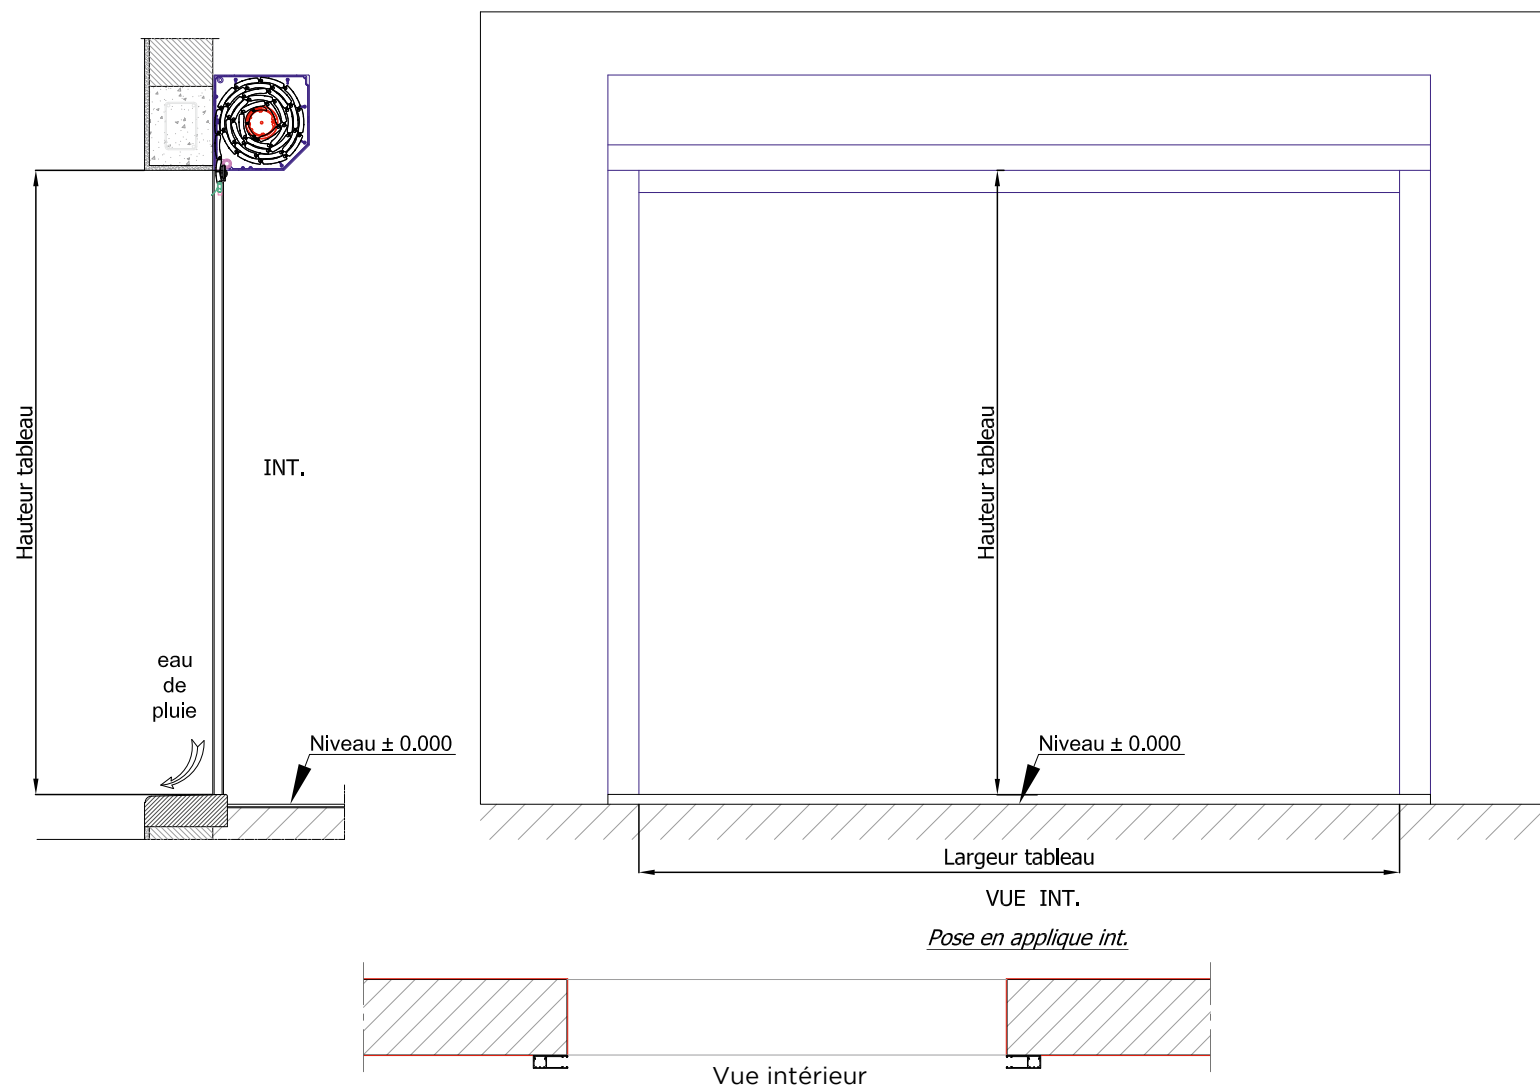 Hauteur tableau
INT.
eau
de
pluie
Niveau ± 0.000
Hauteur tableau
Niveau ± 0.000
Largeur tableau
VUE INT.
Pose en applique int.
Vue intérieur